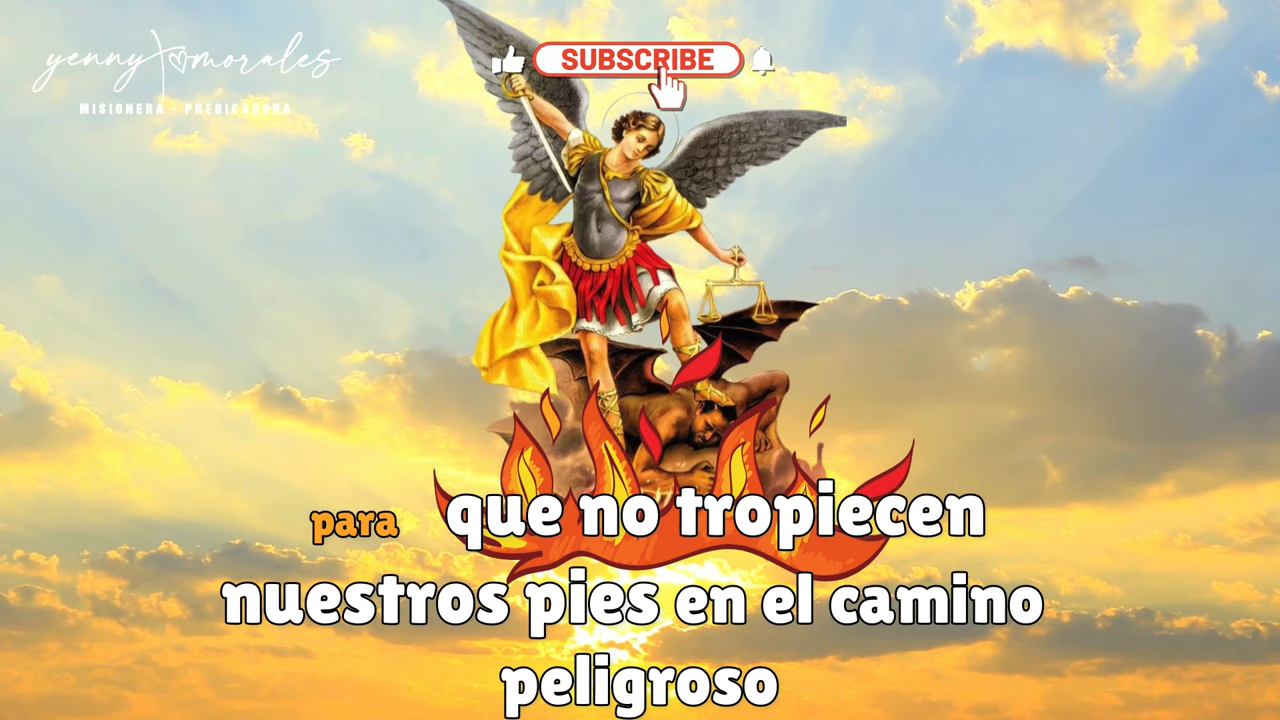 yenny morales
MISIONERA - PREDICADORA
SUBSCRIBE
para que no tropiecen
nuestros pies en el camino
peligroso